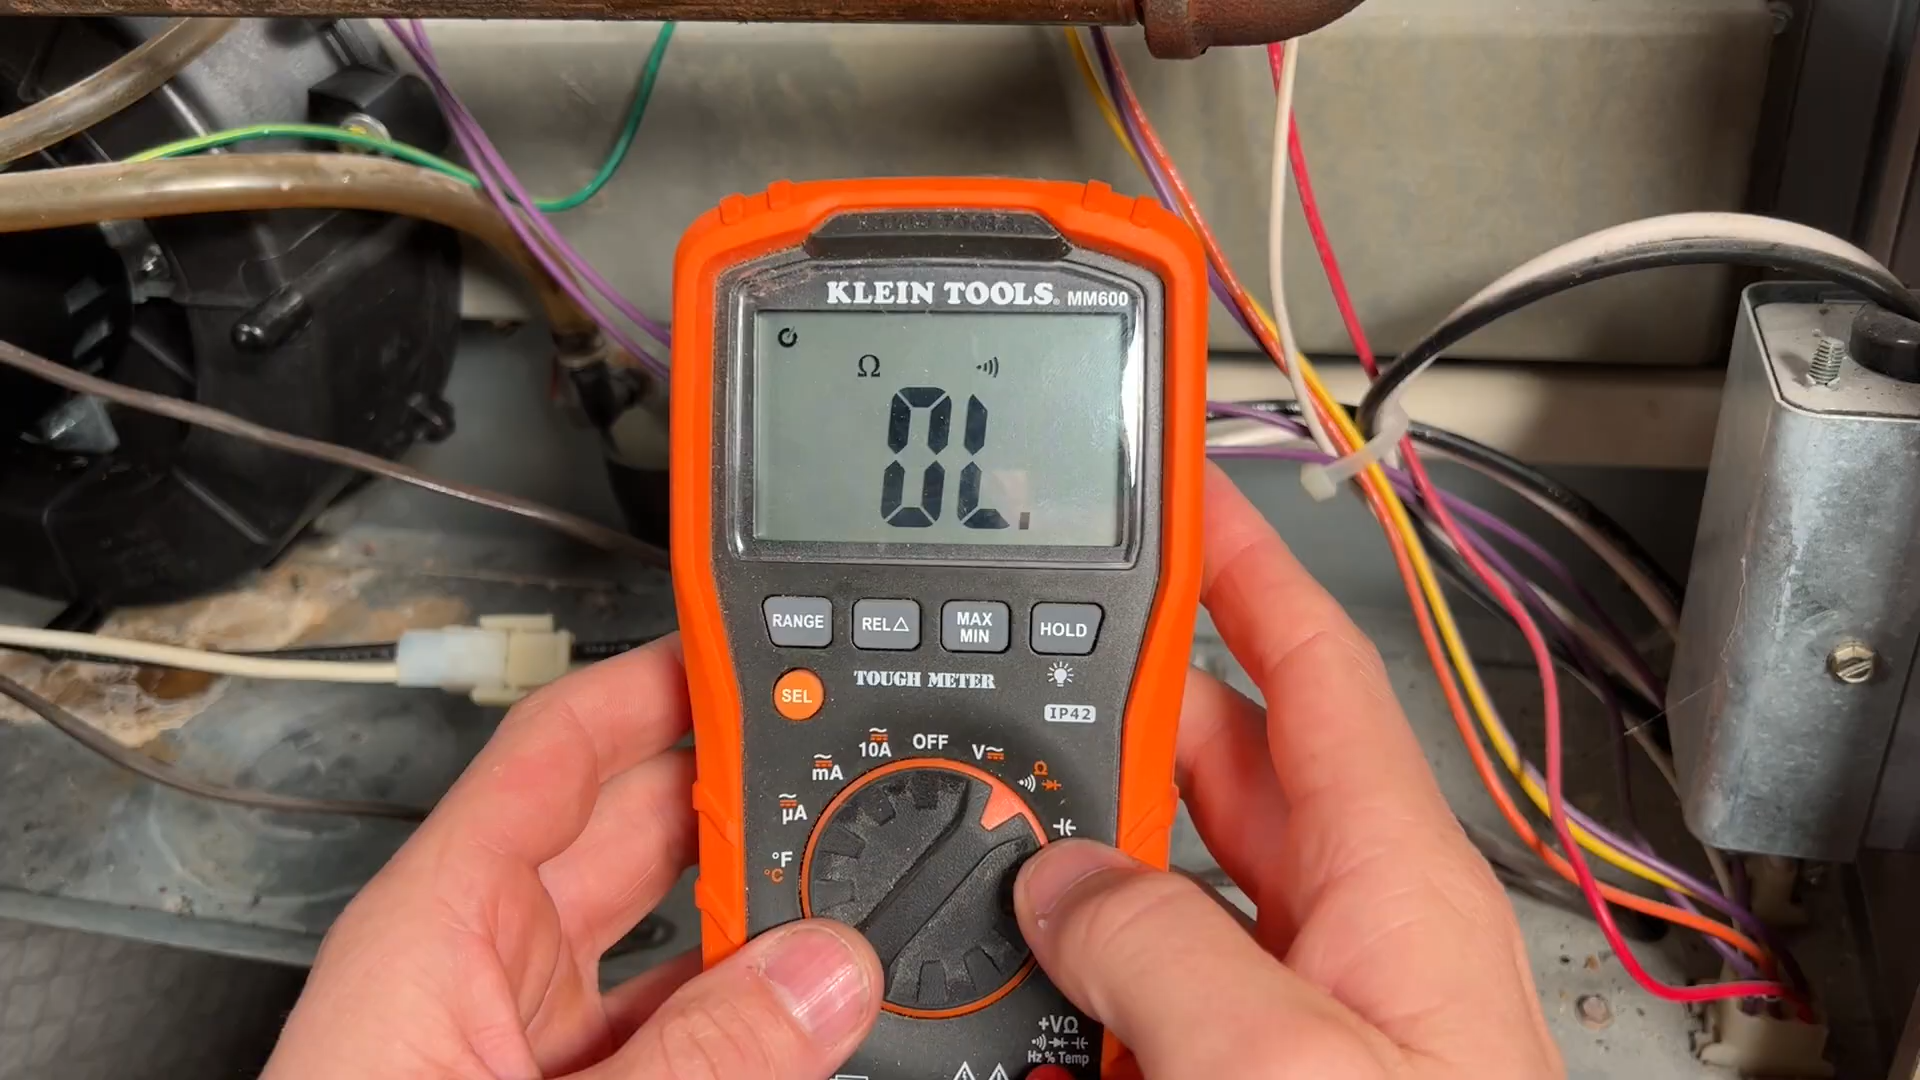 KLEIN TOOLS® MM600
Ω
OL.
RANGE
REL△
MAX
MIN
HOLD
SEL
TOUGH METER
IP42
10A
OFF
V
mA
Ω
µA
°F
°C
+VΩ
Hz % Temp